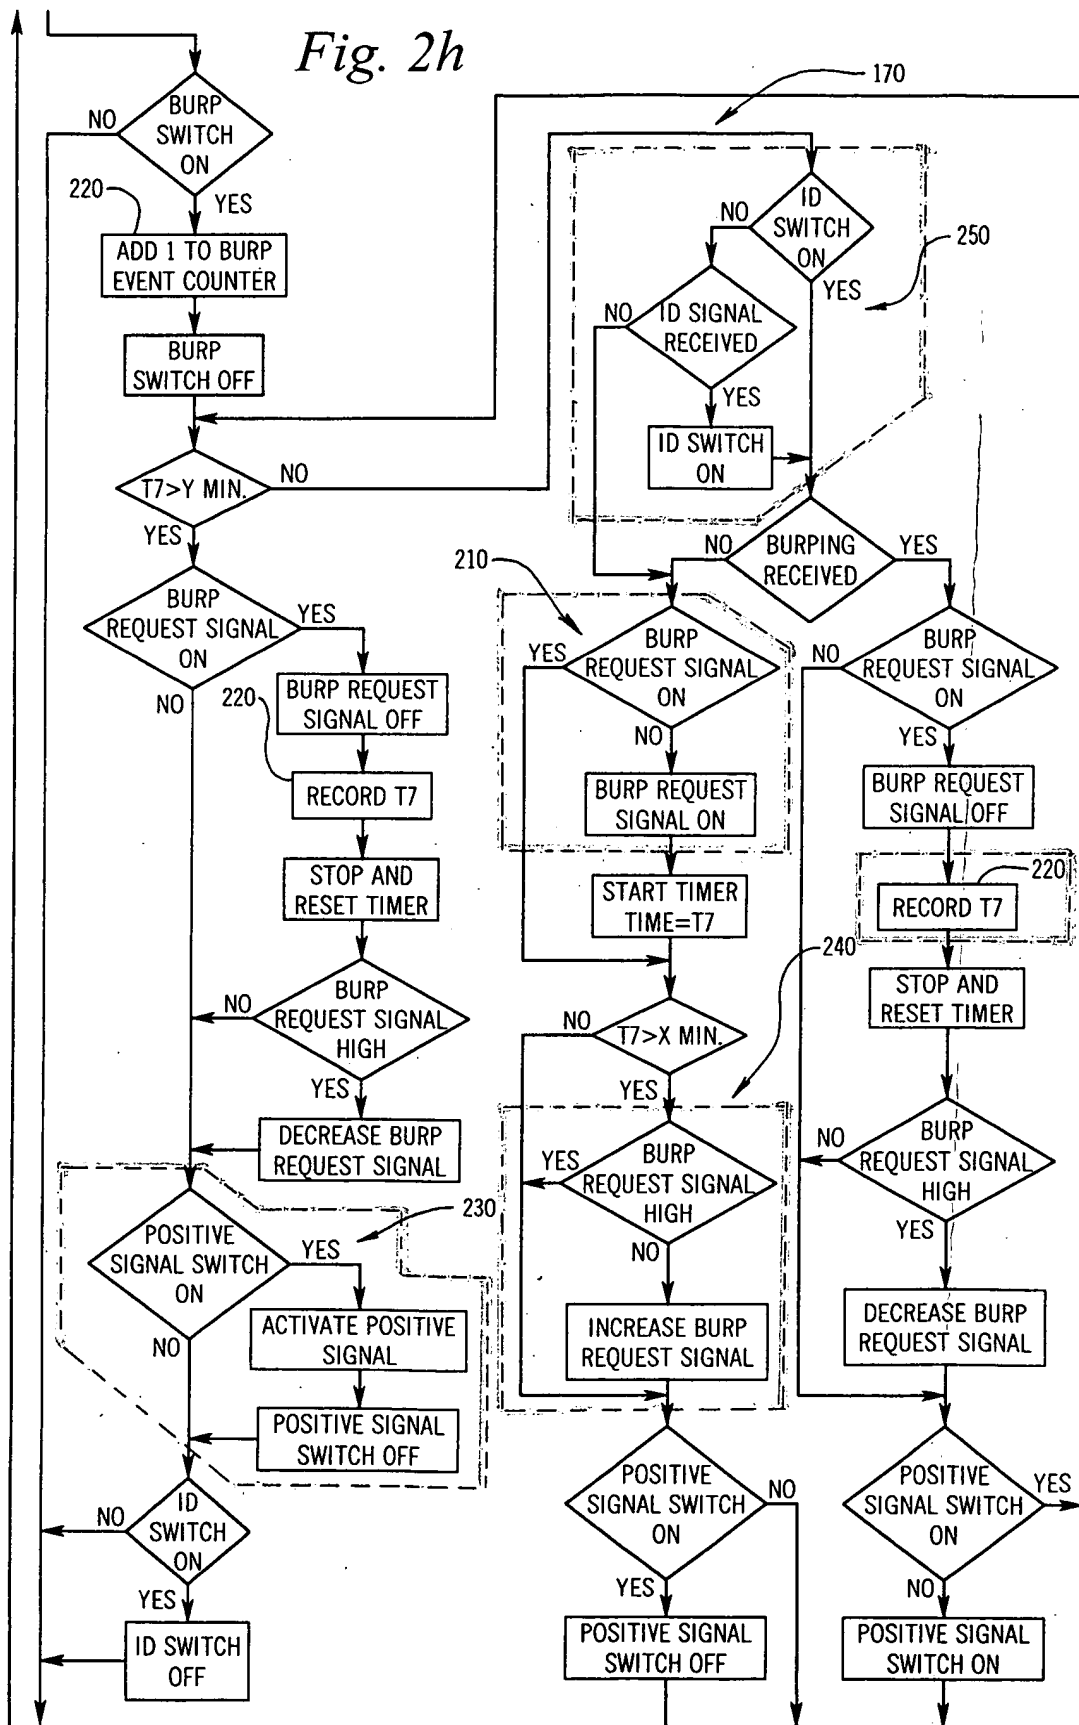 Fig. 2h
170
BURP
SWITCH
ON
NO
YES
220
ADD 1 TO BURP
EVENT COUNTER
BURP
SWITCH OFF
T7>Y MIN.
NO
YES
BURP
REQUEST SIGNAL
ON
YES
NO
BURP REQUEST
SIGNAL OFF
220
RECORD T7
STOP AND
RESET TIMER
BURP
REQUEST SIGNAL
HIGH
NO
YES
DECREASE BURP
REQUEST SIGNAL
230
POSITIVE
SIGNAL SWITCH
ON
YES
NO
ACTIVATE POSITIVE
SIGNAL
POSITIVE SIGNAL
SWITCH OFF
ID
SWITCH
ON
NO
YES
ID SWITCH
OFF
ID
SWITCH
ON
NO
YES
250
ID SIGNAL
RECEIVED
NO
YES
ID SWITCH
ON
BURPING
RECEIVED
NO
YES
210
BURP
REQUEST SIGNAL
ON
YES
NO
BURP REQUEST
SIGNAL ON
START TIMER
TIME=T7
240
T7>X MIN.
NO
YES
BURP
REQUEST SIGNAL
HIGH
YES
NO
INCREASE BURP
REQUEST SIGNAL
POSITIVE
SIGNAL SWITCH
ON
NO
YES
POSITIVE SIGNAL
SWITCH OFF
BURP
REQUEST SIGNAL
ON
NO
YES
BURP REQUEST
SIGNAL OFF
220
RECORD T7
STOP AND
RESET TIMER
BURP
REQUEST SIGNAL
HIGH
NO
YES
DECREASE BURP
REQUEST SIGNAL
POSITIVE
SIGNAL SWITCH
ON
YES
NO
POSITIVE SIGNAL
SWITCH ON